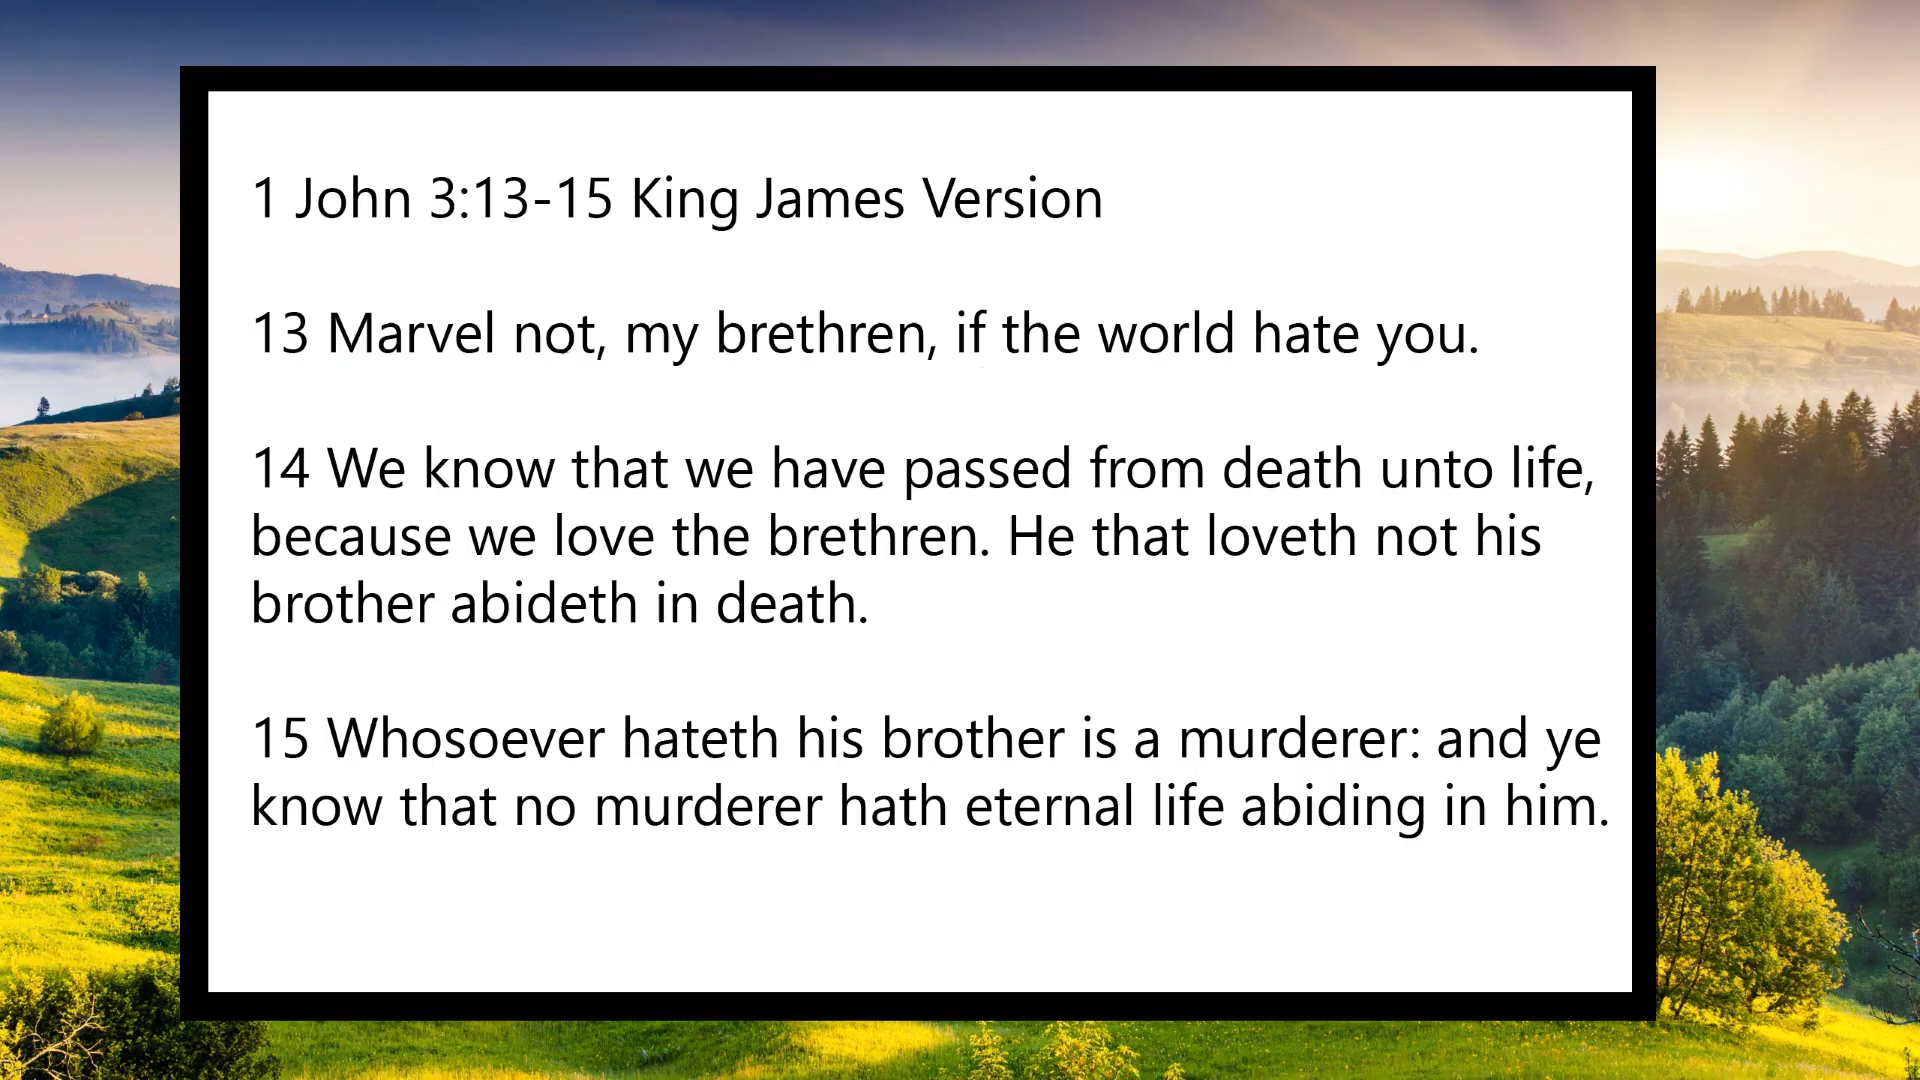 1 John 3:13-15 King James Version
13 Marvel not, my brethren, if the world hate you.
14 We know that we have passed from death unto life,
because we love the brethren. He that loveth not his
brother abideth in death.
15 Whosoever hateth his brother is a murderer: and ye
know that no murderer hath eternal life abiding in him.